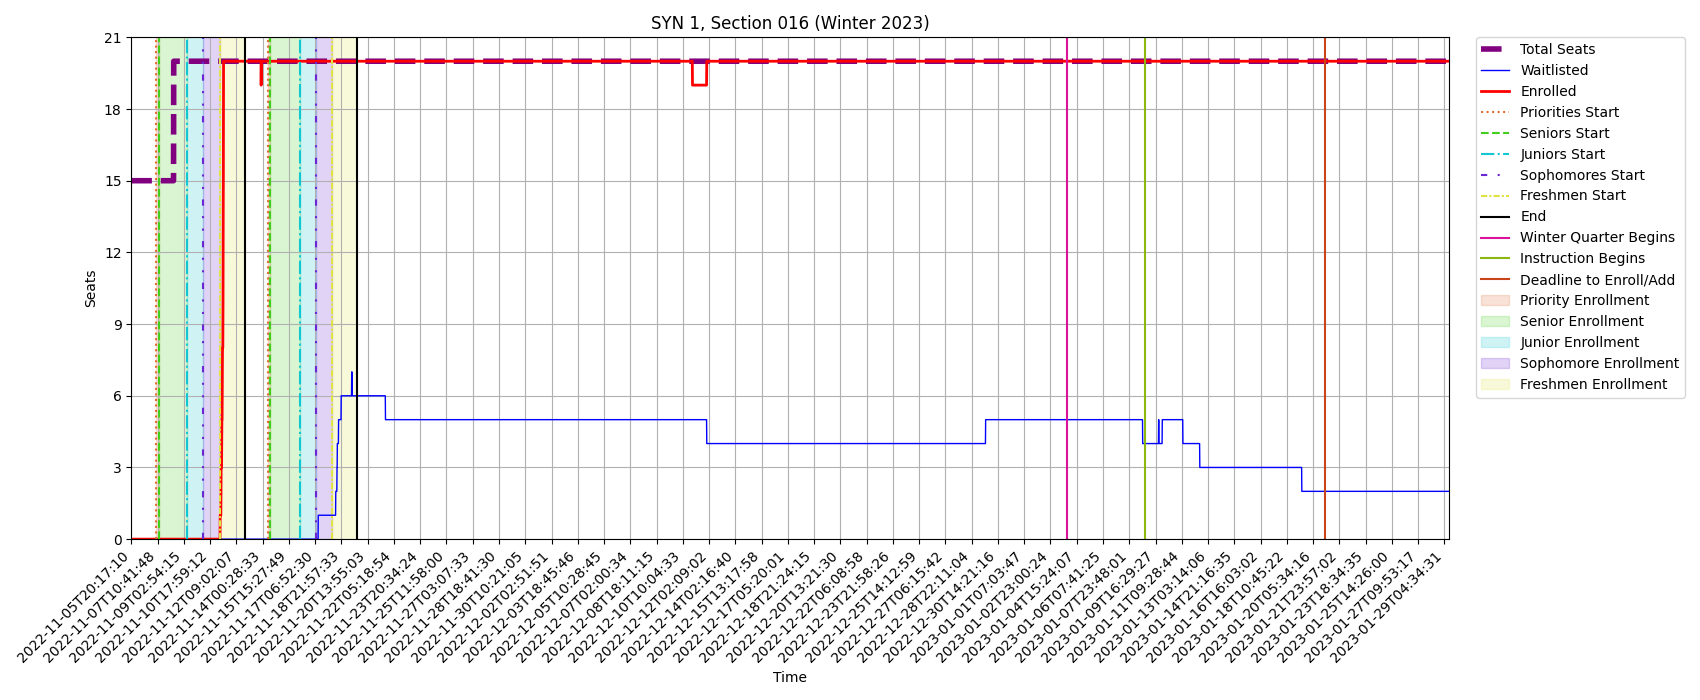 SYN 1, Section 016 (Winter 2023)
21
18
15
12
9
6
3
0
Seats
2022-11-05T20:17:10
2022-11-07T10:41:48
2022-11-09T02:54:15
2022-11-10T17:59:12
2022-11-12T09:02:07
2022-11-14T00:28:33
2022-11-15T15:27:49
2022-11-17T06:52:30
2022-11-18T21:57:33
2022-11-20T13:55:03
2022-11-22T05:18:54
2022-11-23T20:34:24
2022-11-25T11:58:00
2022-11-27T03:07:33
2022-11-28T18:41:30
2022-11-30T10:21:05
2022-12-02T02:51:51
2022-12-03T18:45:46
2022-12-05T10:28:45
2022-12-07T02:00:34
2022-12-08T18:11:15
2022-12-10T10:04:33
2022-12-12T02:09:02
2022-12-14T02:16:40
2022-12-15T13:17:58
2022-12-17T05:20:01
2022-12-18T21:24:15
2022-12-20T13:21:30
2022-12-22T06:08:58
2022-12-23T21:58:26
2022-12-25T14:12:59
2022-12-27T06:15:42
2022-12-28T22:11:04
2022-12-30T14:21:16
2023-01-01T07:03:47
2023-01-02T23:00:24
2023-01-04T15:24:07
2023-01-06T07:41:25
2023-01-07T23:48:01
2023-01-09T16:29:27
2023-01-11T09:28:44
2023-01-13T03:14:06
2023-01-14T21:16:35
2023-01-16T16:03:02
2023-01-18T10:45:22
2023-01-20T05:34:16
2023-01-21T23:57:02
2023-01-23T18:34:35
2023-01-25T14:26:00
2023-01-27T09:53:17
2023-01-29T04:34:31
Time
Total Seats
Waitlisted
Enrolled
Priorities Start
Seniors Start
Juniors Start
Sophomores Start
Freshmen Start
End
Winter Quarter Begins
Instruction Begins
Deadline to Enroll/Add
Priority Enrollment
Senior Enrollment
Junior Enrollment
Sophomore Enrollment
Freshmen Enrollment